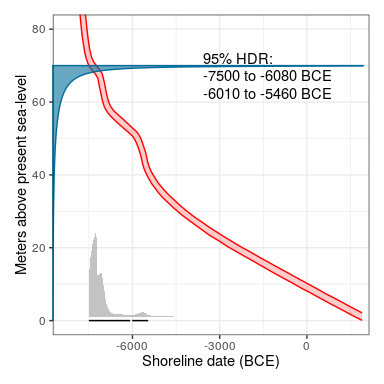 Meters above present sea-level
80
60
40
20
0
95% HDR:
-7500 to -6080 BCE
-6010 to -5460 BCE
-6000
-3000
0
Shoreline date (BCE)